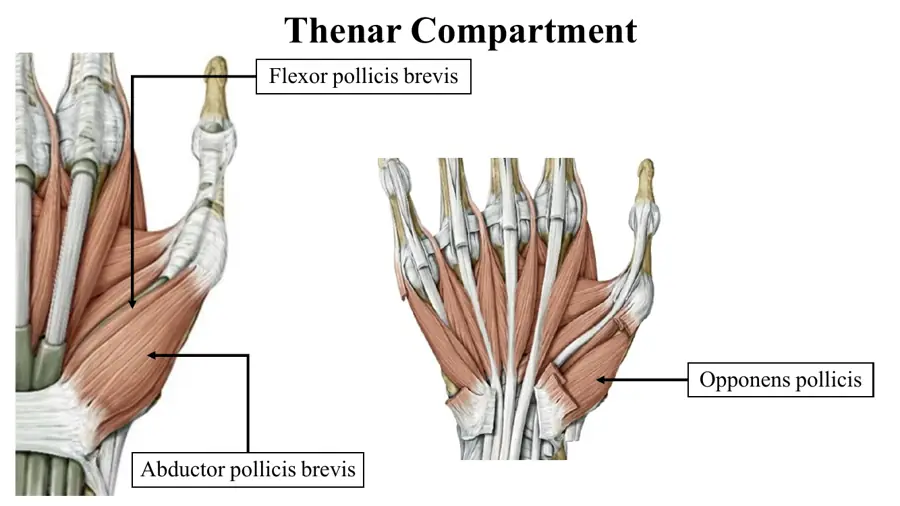 Thenar Compartment
Flexor pollicis brevis
Opponens pollicis
Abductor pollicis brevis